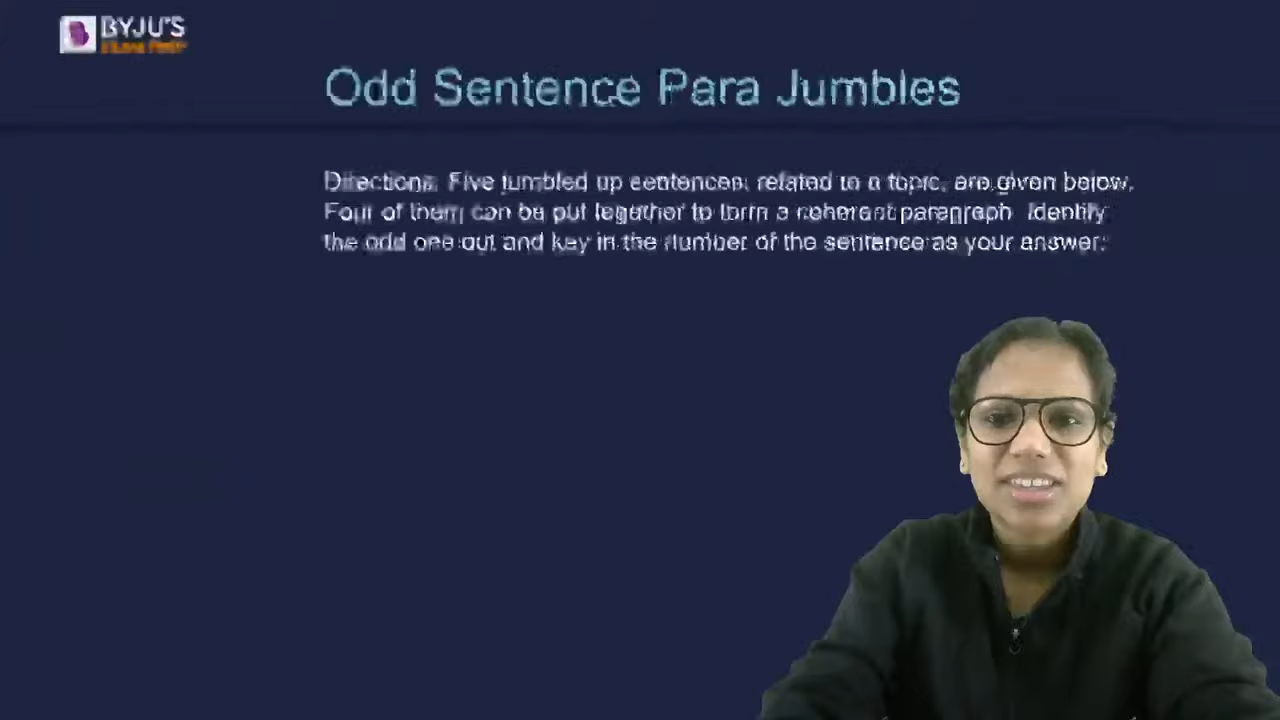 BYJU'S
Odd Sentence Para Jumbles
Directions: Five jumbled up sentences, related to a topic, are given below.
Four of them can be put together to form a coherent paragraph. Identify
the odd one out and key in the number of the sentence as your answer: